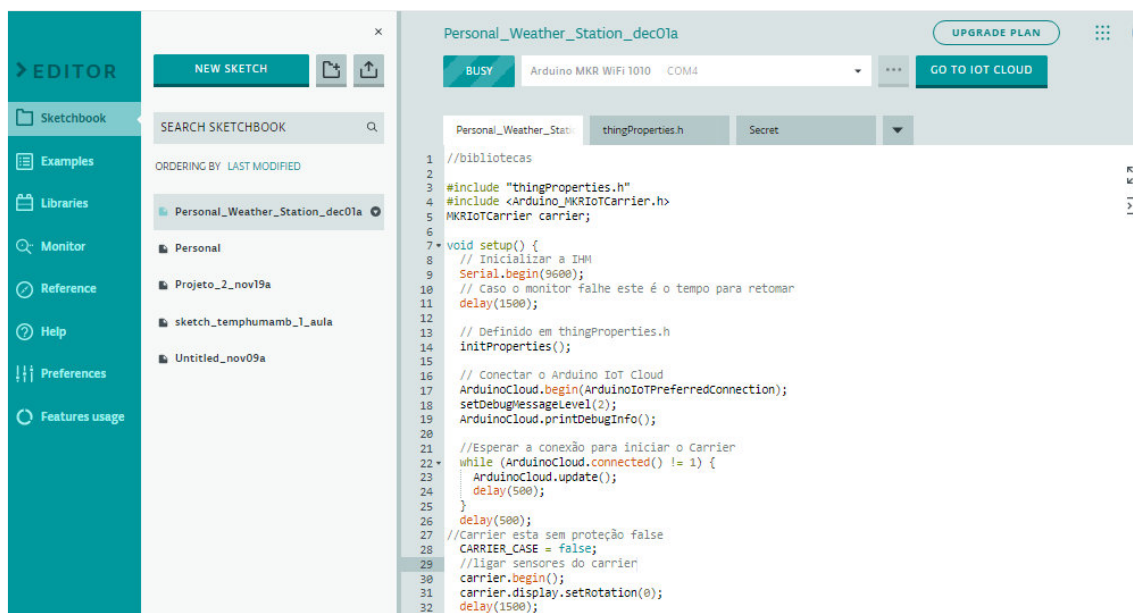 EDITOR
Sketchbook
Examples
Libraries
Monitor
Reference
Help
Preferences
Features usage
NEW SKETCH
SEARCH SKETCHBOOK
ORDERING BY LAST MODIFIED
Personal_Weather_Station_dec01a
Personal
Projeto_2_nov19a
sketch_temphumamb_1_aula
Untitled_nov09a
Personal_Weather_Station_dec01a
UPGRADE PLAN
BUSY
Arduino MKR WiFi 1010 COM4
GO TO IOT CLOUD
Personal_Weather_Stati
thingProperties.h
Secret
1 //bibliotecas
2
3 #include "thingProperties.h"
4 #include <Arduino_MKRIoTCarrier.h>
5 MKRIoTCarrier carrier;
6
7 void setup() {
8 // Inicializar a IHM
9 Serial.begin(9600);
10 // Caso o monitor falhe este é o tempo para retomar
11 delay(1500);
12
13 // Definido em thingProperties.h
14 initProperties();
15
16 // Conectar o Arduino IoT Cloud
17 ArduinoCloud.begin(ArduinoIoTPreferredConnection);
18 setDebugMessageLevel(2);
19 ArduinoCloud.printDebugInfo();
20
21 //Esperar a conexão para iniciar o Carrier
22 while (ArduinoCloud.connected() != 1) {
23 ArduinoCloud.update();
24 delay(500);
25 }
26 delay(500);
27 //Carrier esta sem proteção false
28 CARRIER_CASE = false;
29 //ligar sensores do carrier
30 carrier.begin();
31 carrier.display.setRotation(0);
32 delay(1500);